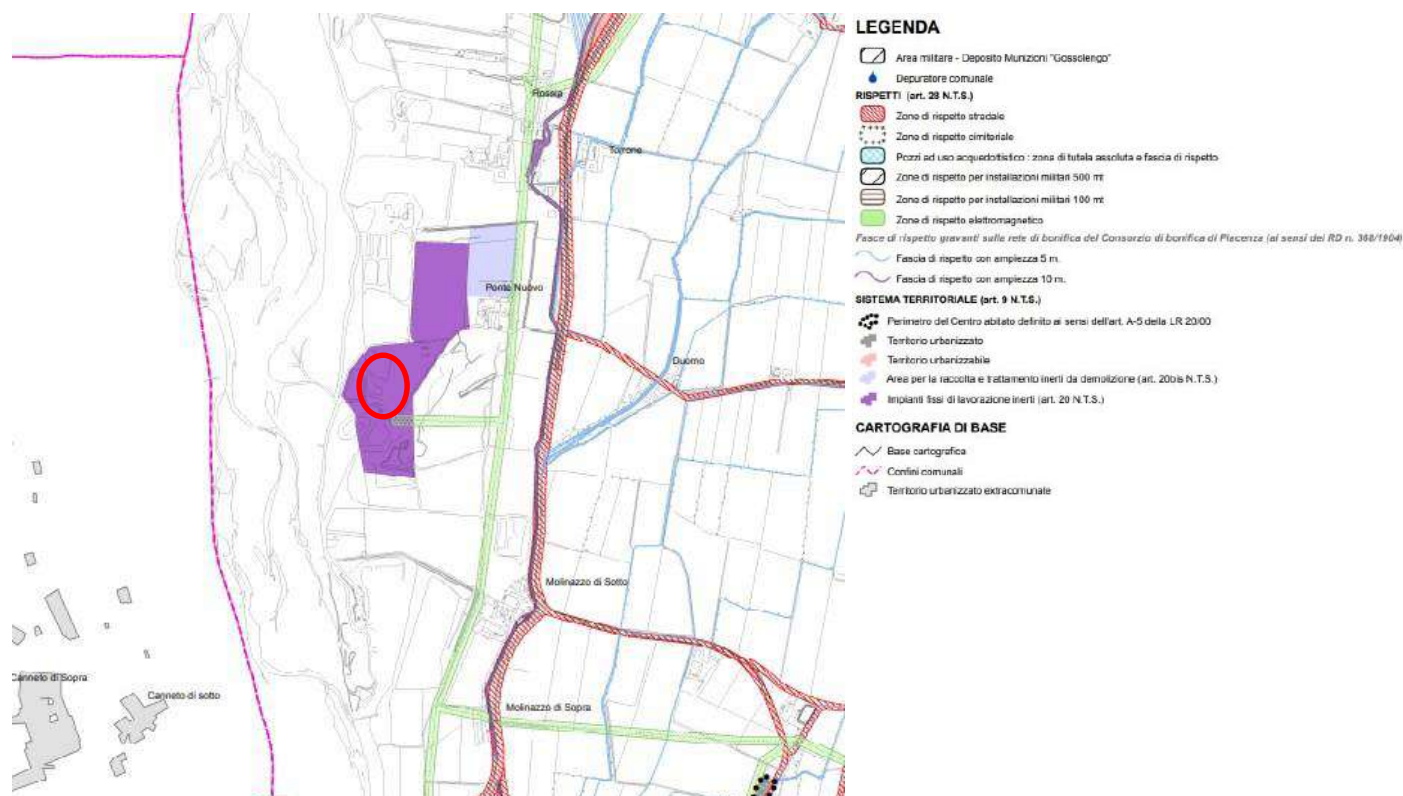 Rossia
Torrone
Ponte Nuovo
Duomo
Molinazzo di Sotto
Canneto di Sopra
Canneto di sotto
Molinazzo di Sopra
LEGENDA
Area militare - Deposito Munizioni "Gossolengo"
Depuratore comunale
RISPETTI (art. 28 N.T.S.)
Zone di rispetto stradale
Zone di rispetto cimiteriale
Pozzi ad uso acquedottistico : zona di tutela assoluta e fascia di rispetto
Zone di rispetto per installazioni militari 500 mt
Zone di rispetto per installazioni militari 100 mt
Zone di rispetto elettromagnetico
Fasce di rispetto gravanti sulla rete di bonifica del Consorzio di bonifica di Piacenza (ai sensi del RD n. 368/1904)
Fascia di rispetto con ampiezza 5 m.
Fascia di rispetto con ampiezza 10 m.
SISTEMA TERRITORIALE (art. 9 N.T.S.)
Perimetro del Centro abitato definito ai sensi dell'art. A-5 della LR 20/00
Territorio urbanizzato
Territorio urbanizzabile
Area per la raccolta e trattamento inerti da demolizione (art. 20bis N.T.S.)
Impianti fissi di lavorazione inerti (art. 20 N.T.S.)
CARTOGRAFIA DI BASE
Base cartografica
Confini comunali
Territorio urbanizzato extracomunale